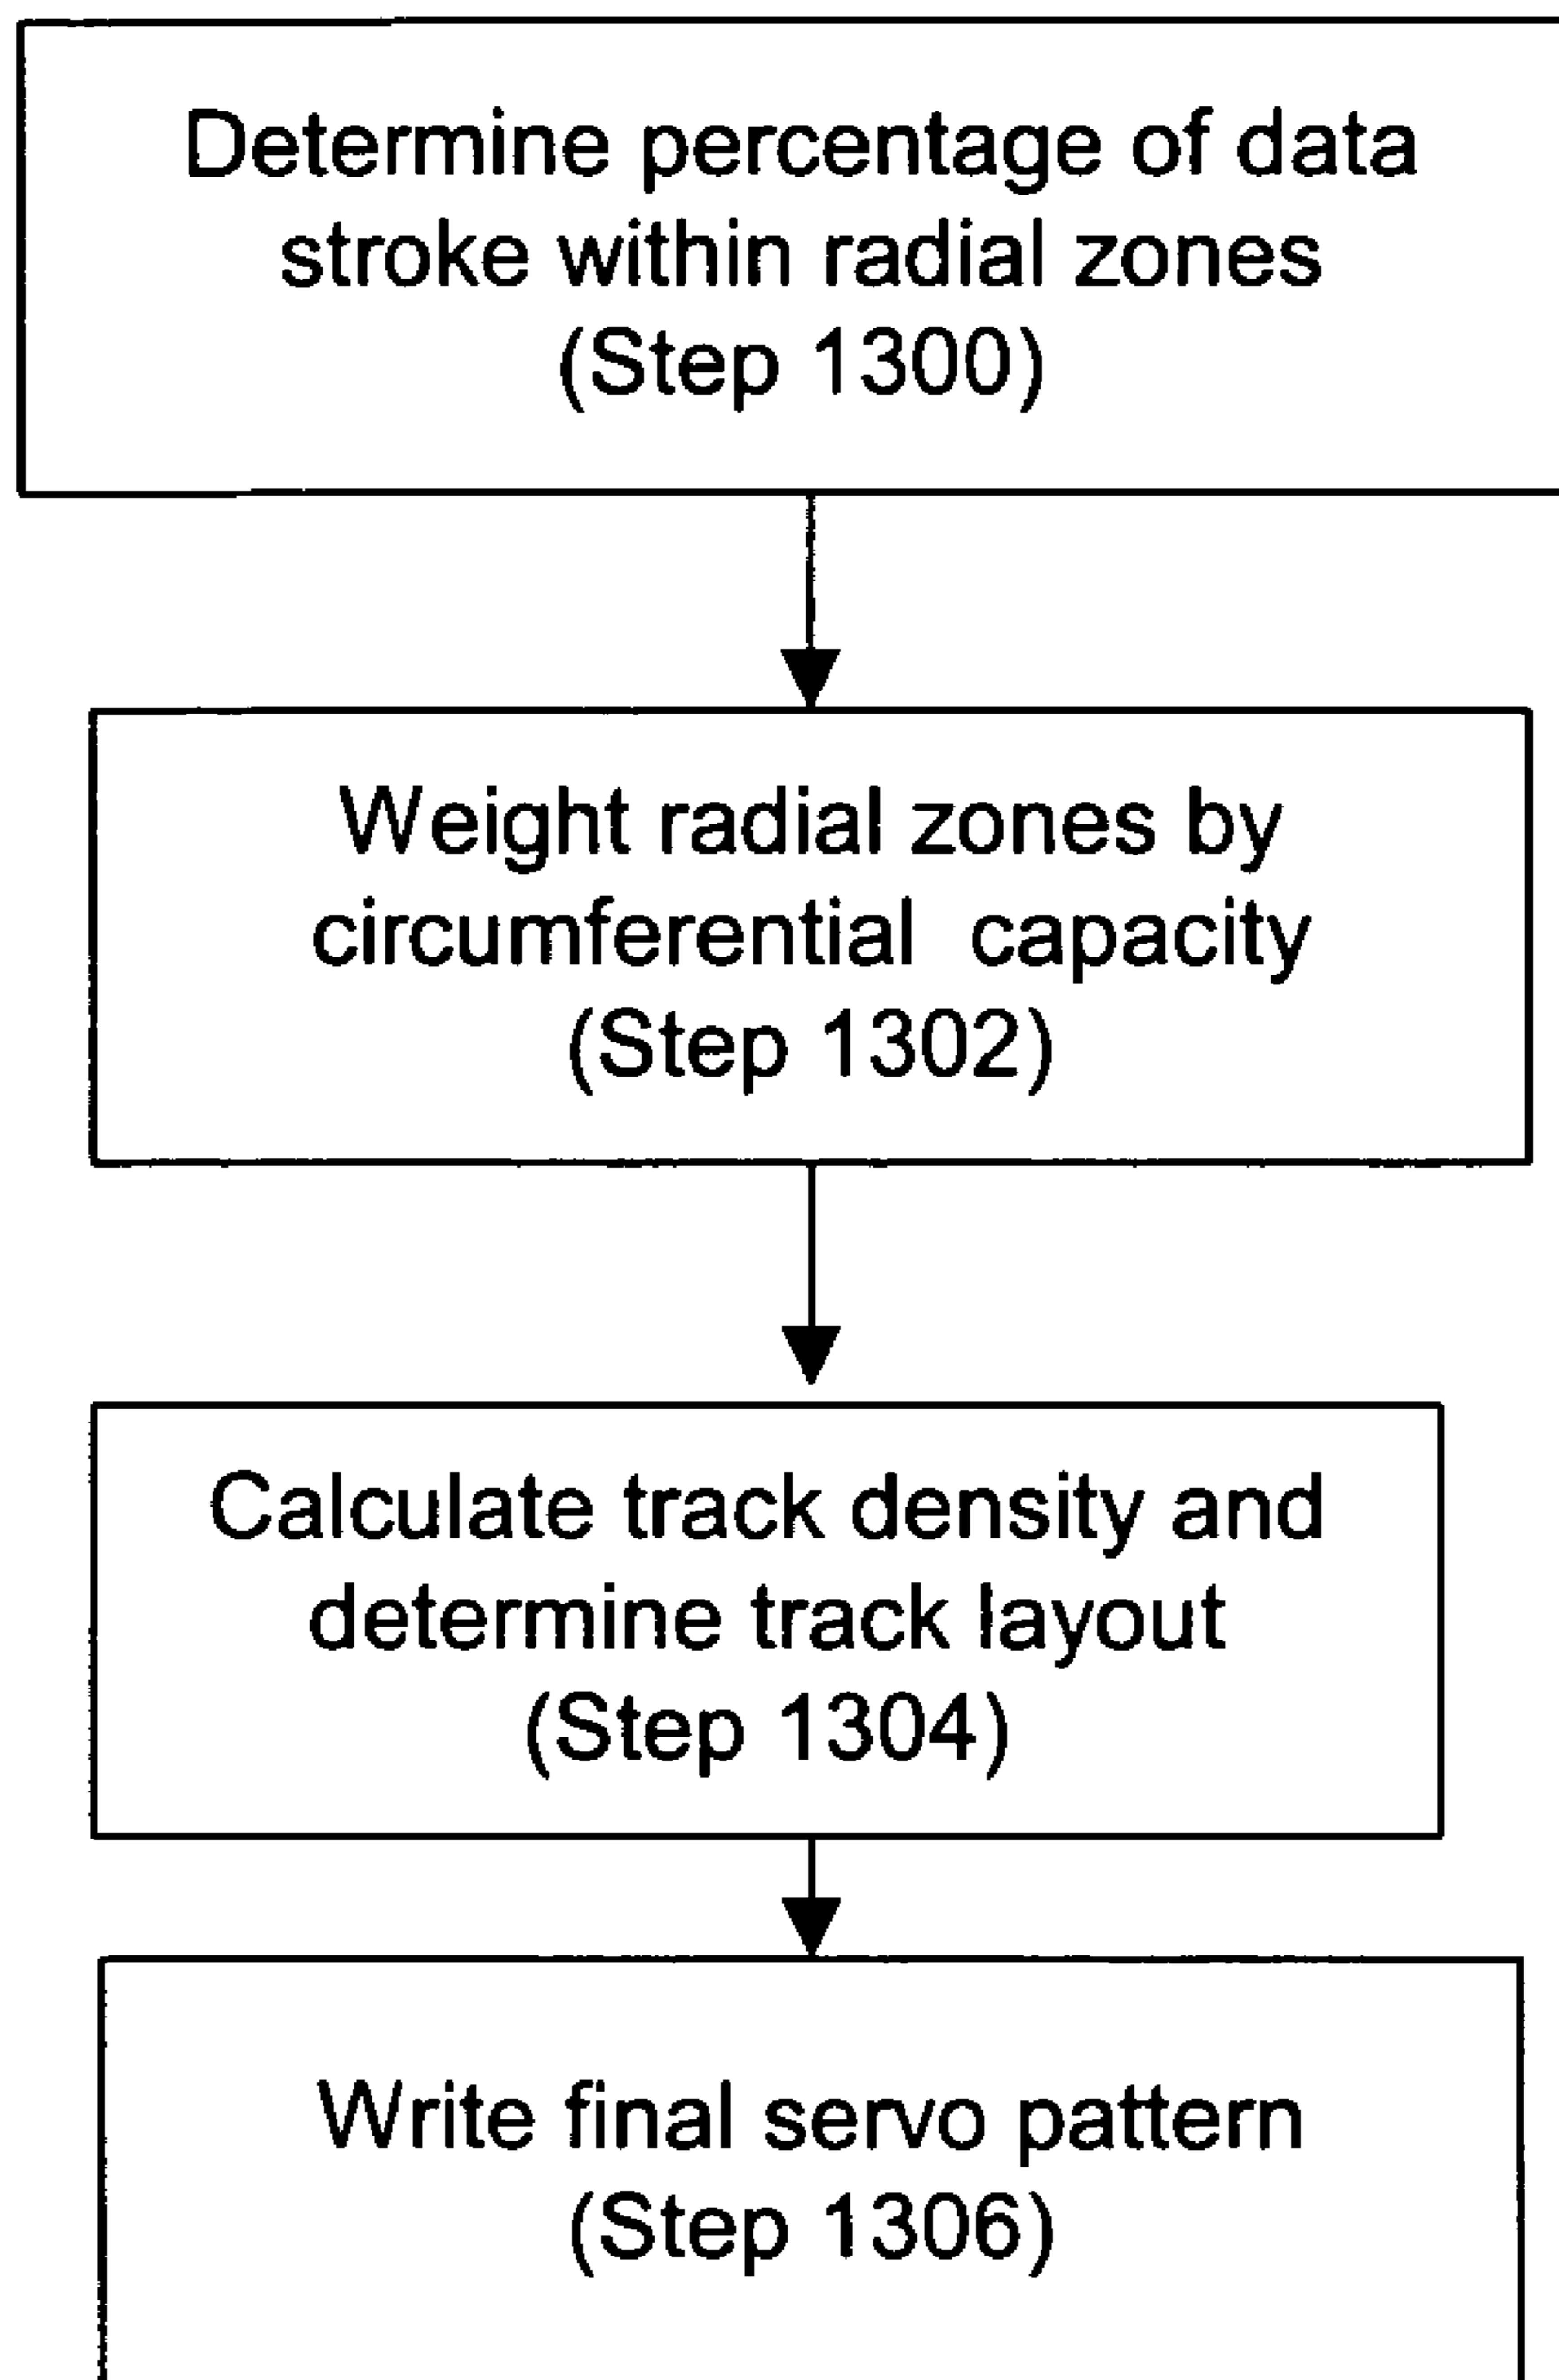 Determine percentage of data
stroke within radial zones
(Step 1300)
Weight radial zones by
circumferential capacity
(Step 1302)
Calculate track density and
determine track layout
(Step 1304)
Write final servo pattern
(Step 1306)